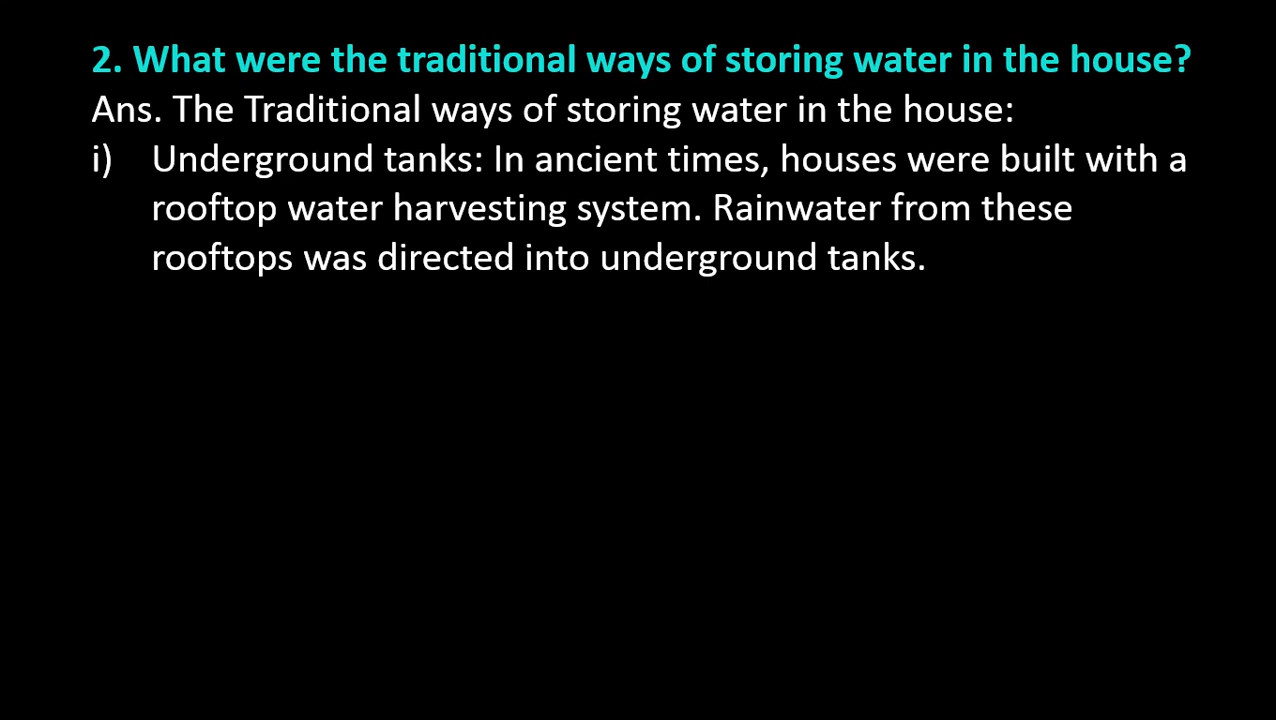 2. What were the traditional ways of storing water in the house?
Ans. The Traditional ways of storing water in the house:
i) Underground tanks: In ancient times, houses were built with a
rooftop water harvesting system. Rainwater from these
rooftops was directed into underground tanks.